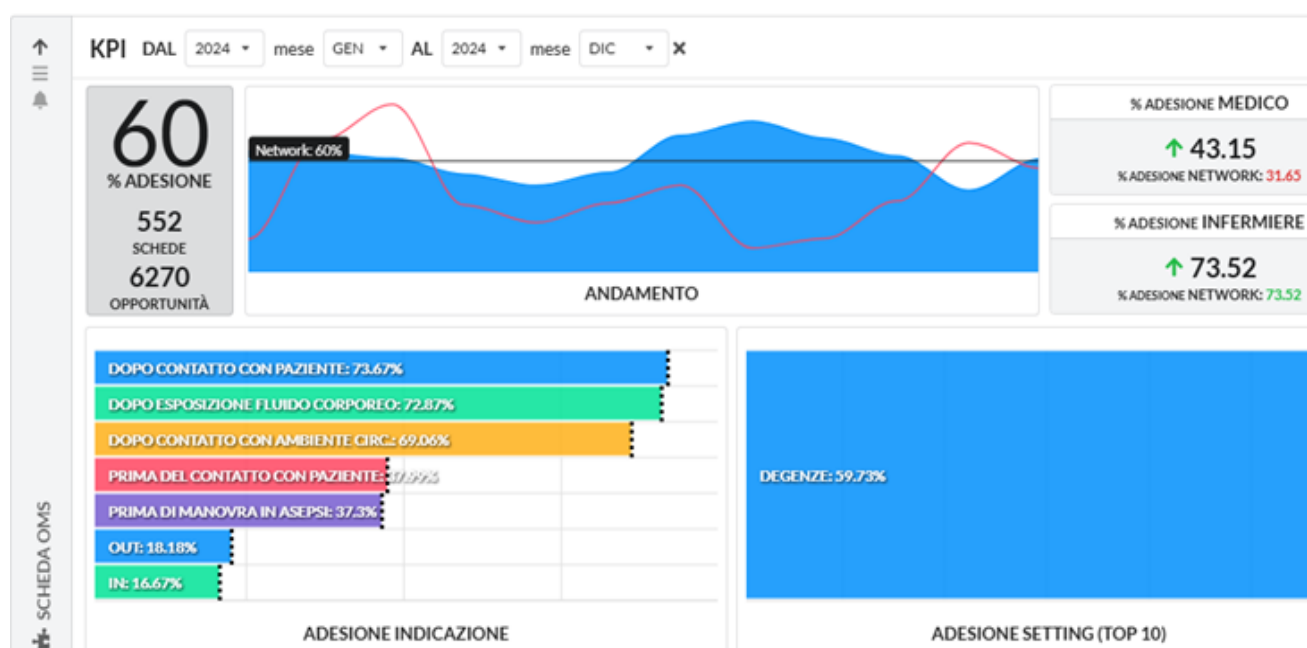 KPI DAL 2024 mese GEN AL 2024 mese DIC
60
% ADESIONE
552
SCHEDE
6270
OPPORTUNITÀ
Network: 60%
ANDAMENTO
% ADESIONE MEDICO
43.15
% ADESIONE NETWORK: 31.65
% ADESIONE INFERMIERE
73.52
% ADESIONE NETWORK: 73.52
DOPO CONTATTO CON PAZIENTE: 73.67%
DOPO ESPOSIZIONE FLUIDO CORPOREO: 72.87%
DOPO CONTATTO CON AMBIENTE CIRC.: 69.06%
PRIMA DEL CONTATTO CON PAZIENTE: 37.99%
PRIMA DI MANOVRA IN ASEPSI: 37.3%
OUT: 18.18%
IN: 16.67%
ADESIONE INDICAZIONE
DEGENZE: 59.73%
ADESIONE SETTING (TOP 10)
SCHEDA OMS